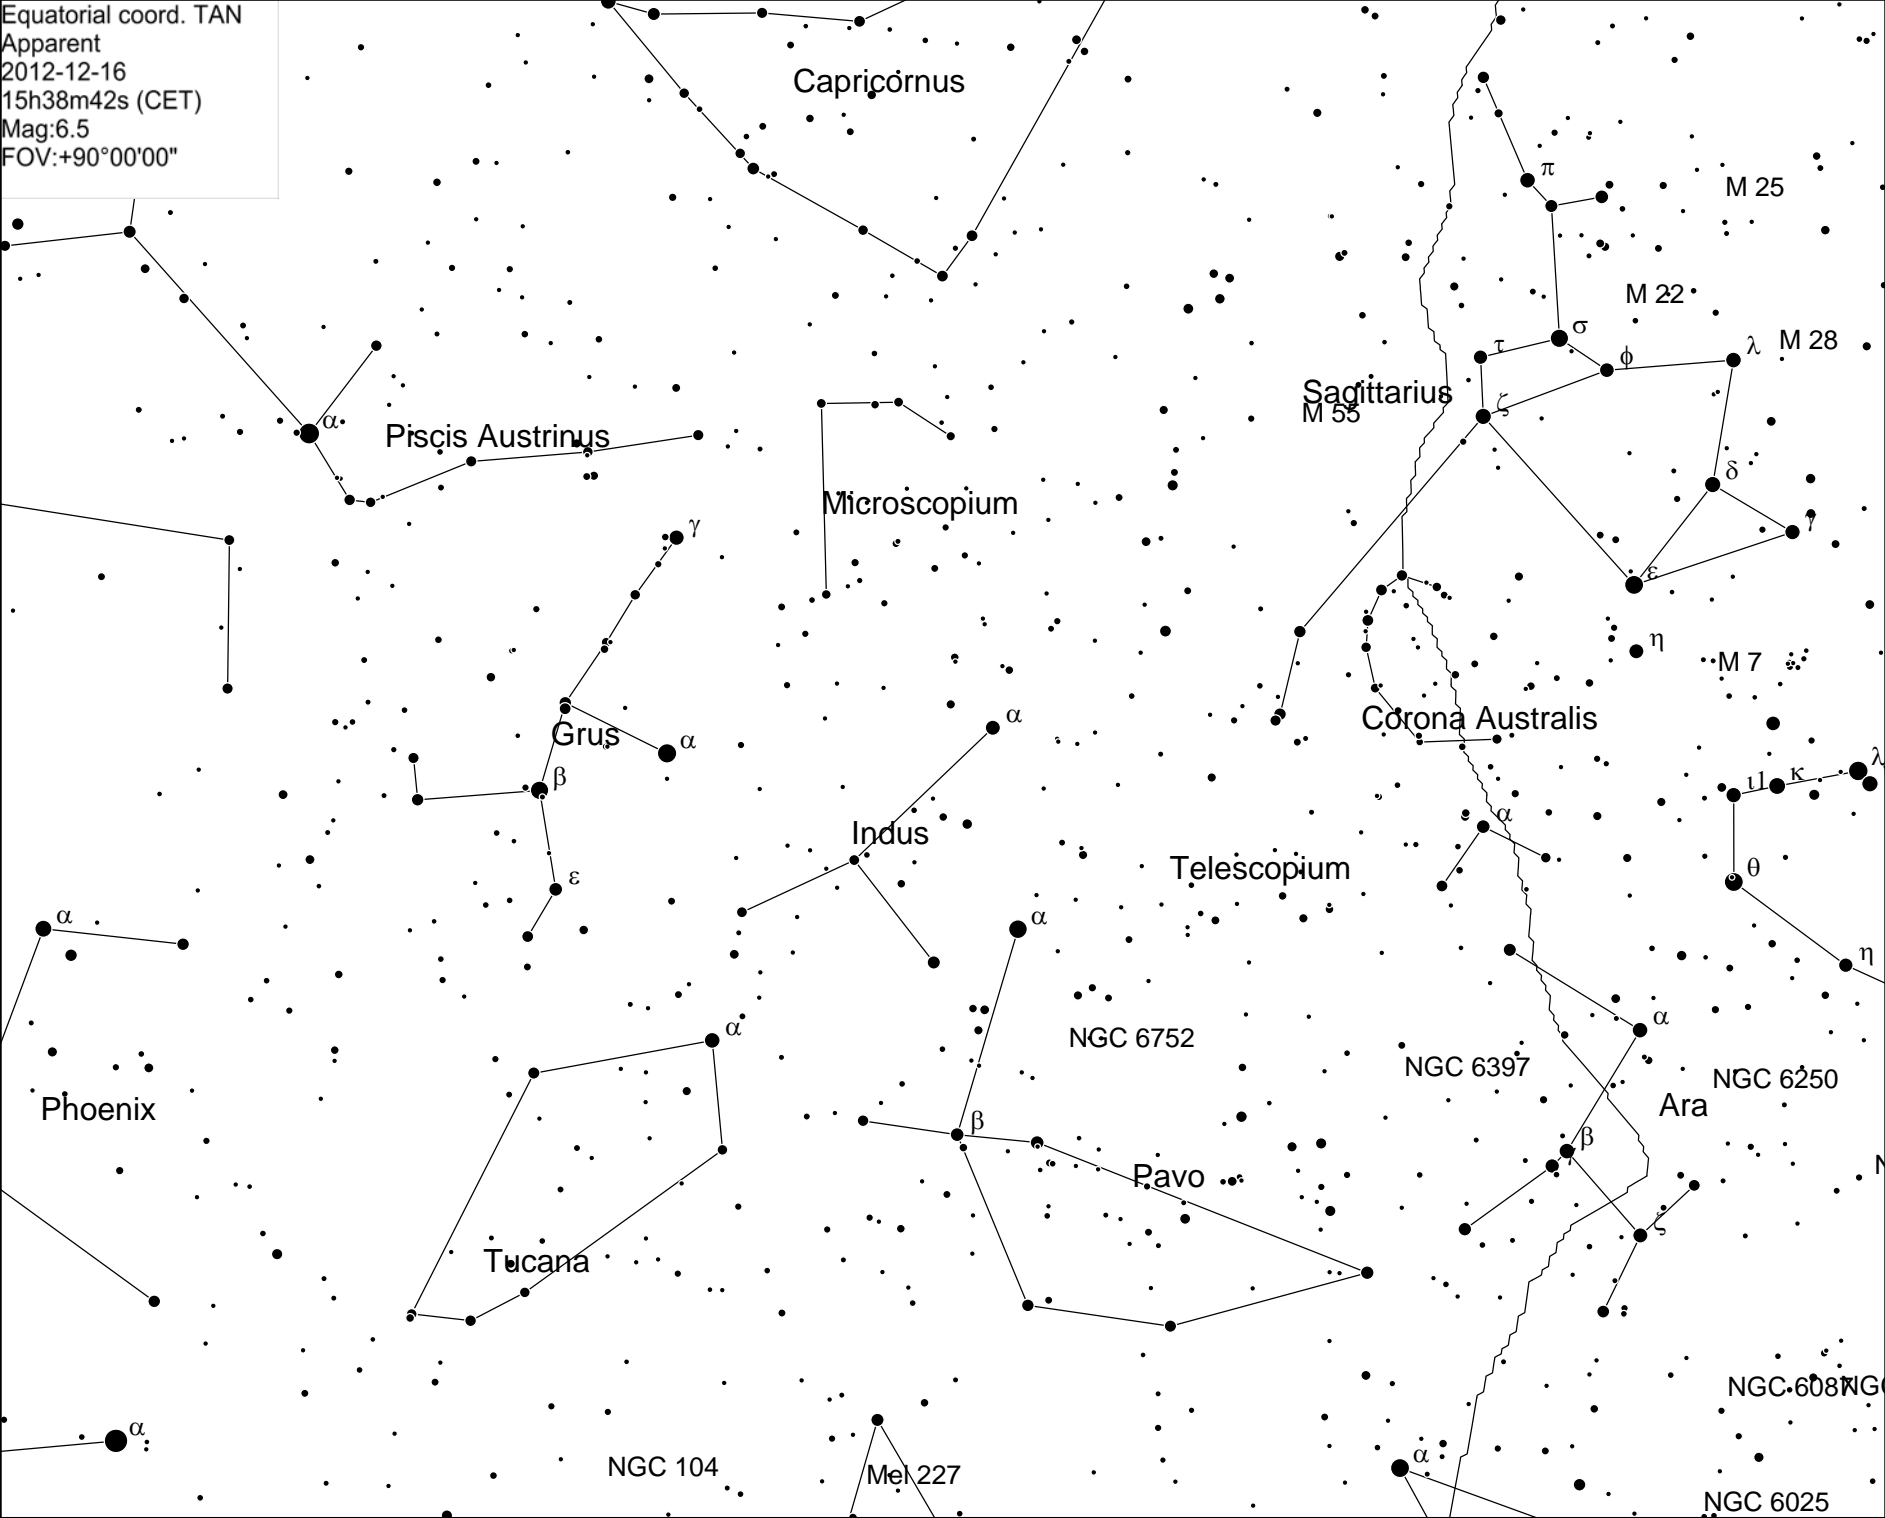 Equatorial coord. TAN
Apparent
2012-12-16
15h38m42s (CET)
Mag:6.5
FOV:+90°00'00"
Capricornus
π
M 25
M 22
σ
τ
ϕ
λ
M 28
Sagittarius
M 55
ζ
α
Piscis Austrinus
δ
Microscopium
γ
γ
ε
η
M 7
Grus
α
α
Corona Australis
β
λ
ι1
κ
Indus
α
Telescopium
θ
ε
α
α
η
α
α
NGC 6752
NGC 6397
NGC 6250
Phoenix
Ara
β
β
γ
Pavo
N
ζ
Tucana
NGC 6087
NGC
α
NGC 104
Mel 227
α
NGC 6025